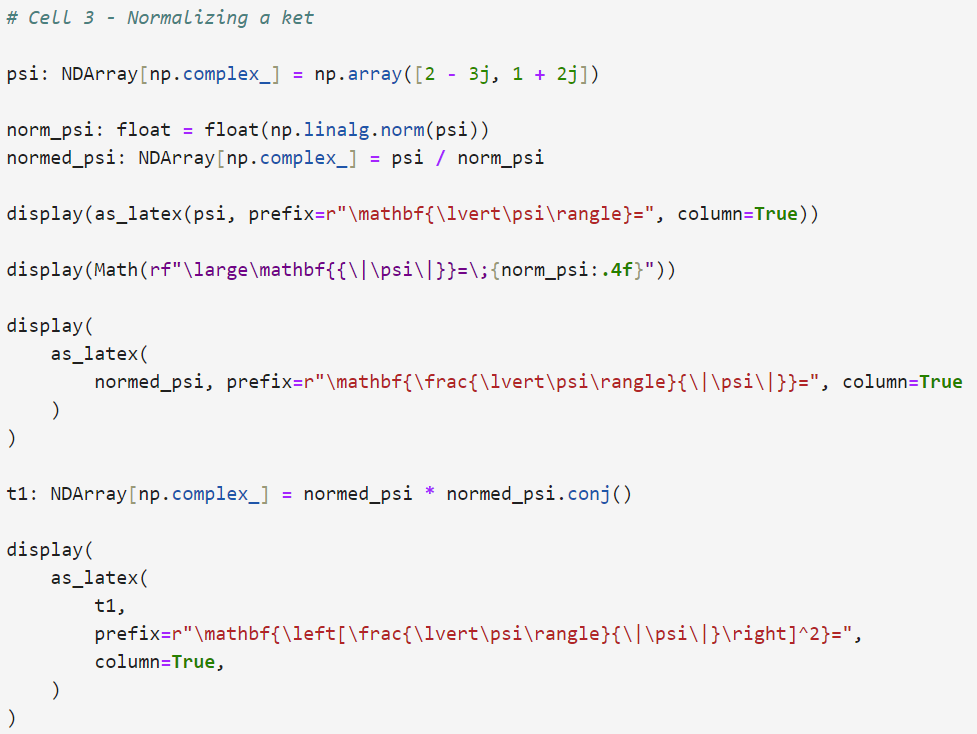 # Cell 3 - Normalizing a ket

psi: NDArray[np.complex_] = np.array([2 - 3j, 1 + 2j])

norm_psi: float = float(np.linalg.norm(psi))
normed_psi: NDArray[np.complex_] = psi / norm_psi

display(as_latex(psi, prefix=r"\mathbf{\lvert\psi\rangle}=", column=True))

display(Math(rf"\large\mathbf{{\|\psi\|}}=\;{norm_psi:.4f}"))

display(
    as_latex(
        normed_psi, prefix=r"\mathbf{\frac{\lvert\psi\rangle}{\|\psi\|}}=", column=True
    )
)

t1: NDArray[np.complex_] = normed_psi * normed_psi.conj()

display(
    as_latex(
        t1,
        prefix=r"\mathbf{\left[\frac{\lvert\psi\rangle}{\|\psi\|}\right]^2}=",
        column=True,
    )
)